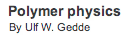 Polymer physics
By Ulf W. Gedde